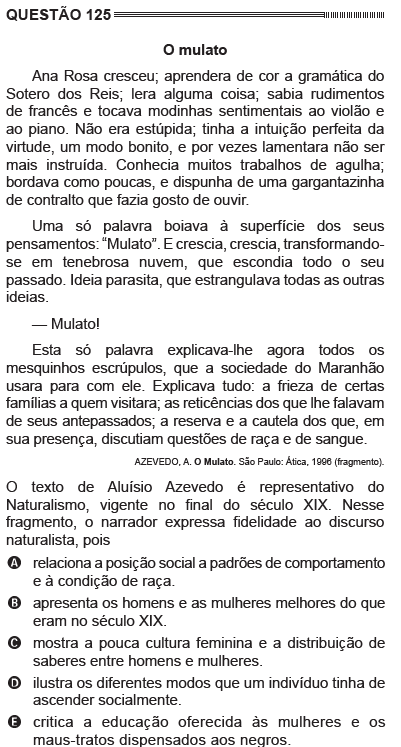 QUESTÃO 125
O mulato
Ana Rosa cresceu; aprendera de cor a gramática do
Sotero dos Reis; lera alguma coisa; sabia rudimentos
de francês e tocava modinhas sentimentais ao violão e
ao piano. Não era estúpida; tinha a intuição perfeita da
virtude, um modo bonito, e por vezes lamentara não ser
mais instruída. Conhecia muitos trabalhos de agulha;
bordava como poucas, e dispunha de uma gargantazinha
de contralto que fazia gosto de ouvir.
Uma só palavra boiava à superfície dos seus
pensamentos: “Mulato”. E crescia, crescia, transformando-
se em tenebrosa nuvem, que escondia todo o seu
passado. Ideia parasita, que estrangulava todas as outras
ideias.
— Mulato!
Esta só palavra explicava-lhe agora todos os
mesquinhos escrúpulos, que a sociedade do Maranhão
usara para com ele. Explicava tudo: a frieza de certas
famílias a quem visitara; as reticências dos que lhe falavam
de seus antepassados; a reserva e a cautela dos que, em
sua presença, discutiam questões de raça e de sangue.
AZEVEDO, A. O Mulato. São Paulo: Ática, 1996 (fragmento).
O texto de Aluísio Azevedo é representativo do
Naturalismo, vigente no final do século XIX. Nesse
fragmento, o narrador expressa fidelidade ao discurso
naturalista, pois
A relaciona a posição social a padrões de comportamento
e à condição de raça.
B apresenta os homens e as mulheres melhores do que
eram no século XIX.
C mostra a pouca cultura feminina e a distribuição de
saberes entre homens e mulheres.
D ilustra os diferentes modos que um indivíduo tinha de
ascender socialmente.
E critica a educação oferecida às mulheres e os
maus-tratos dispensados aos negros.